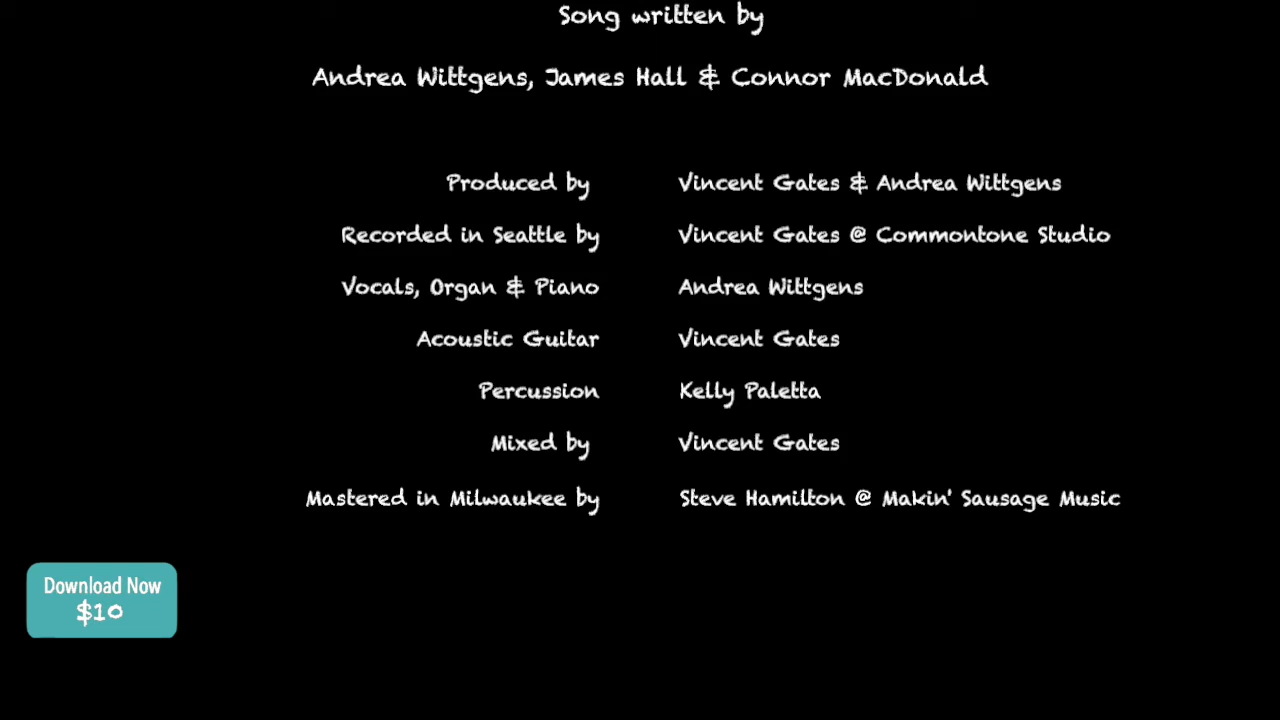 Song written by
Andrea Wittgens, James Hall & Connor MacDonald
Produced by Vincent Gates & Andrea Wittgens
Recorded in Seattle by Vincent Gates @ Commontone Studio
Vocals, Organ & Piano Andrea Wittgens
Acoustic Guitar Vincent Gates
Percussion Kelly Paletta
Mixed by Vincent Gates
Mastered in Milwaukee by Steve Hamilton @ Makin' Sausage Music
Download Now
$10